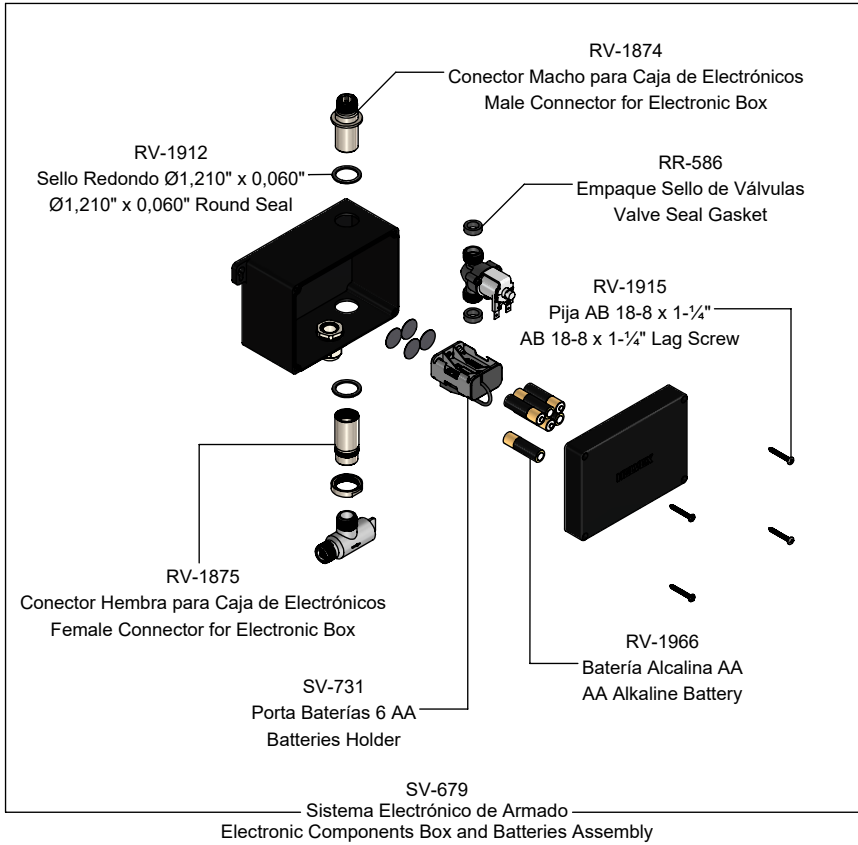 RV-1874
Conector Macho para Caja de Electrónicos
Male Connector for Electronic Box
RV-1912
Sello Redondo Ø1,210" x 0,060"
Ø1,210" x 0,060" Round Seal
RR-586
Empaque Sello de Válvulas
Valve Seal Gasket
RV-1915
Pija AB 18-8 x 1-¼"
AB 18-8 x 1-¼" Lag Screw
RV-1875
Conector Hembra para Caja de Electrónicos
Female Connector for Electronic Box
RV-1966
Batería Alcalina AA
AA Alkaline Battery
SV-731
Porta Baterías 6 AA
Batteries Holder
SV-679
Sistema Electrónico de Armado
Electronic Components Box and Batteries Assembly